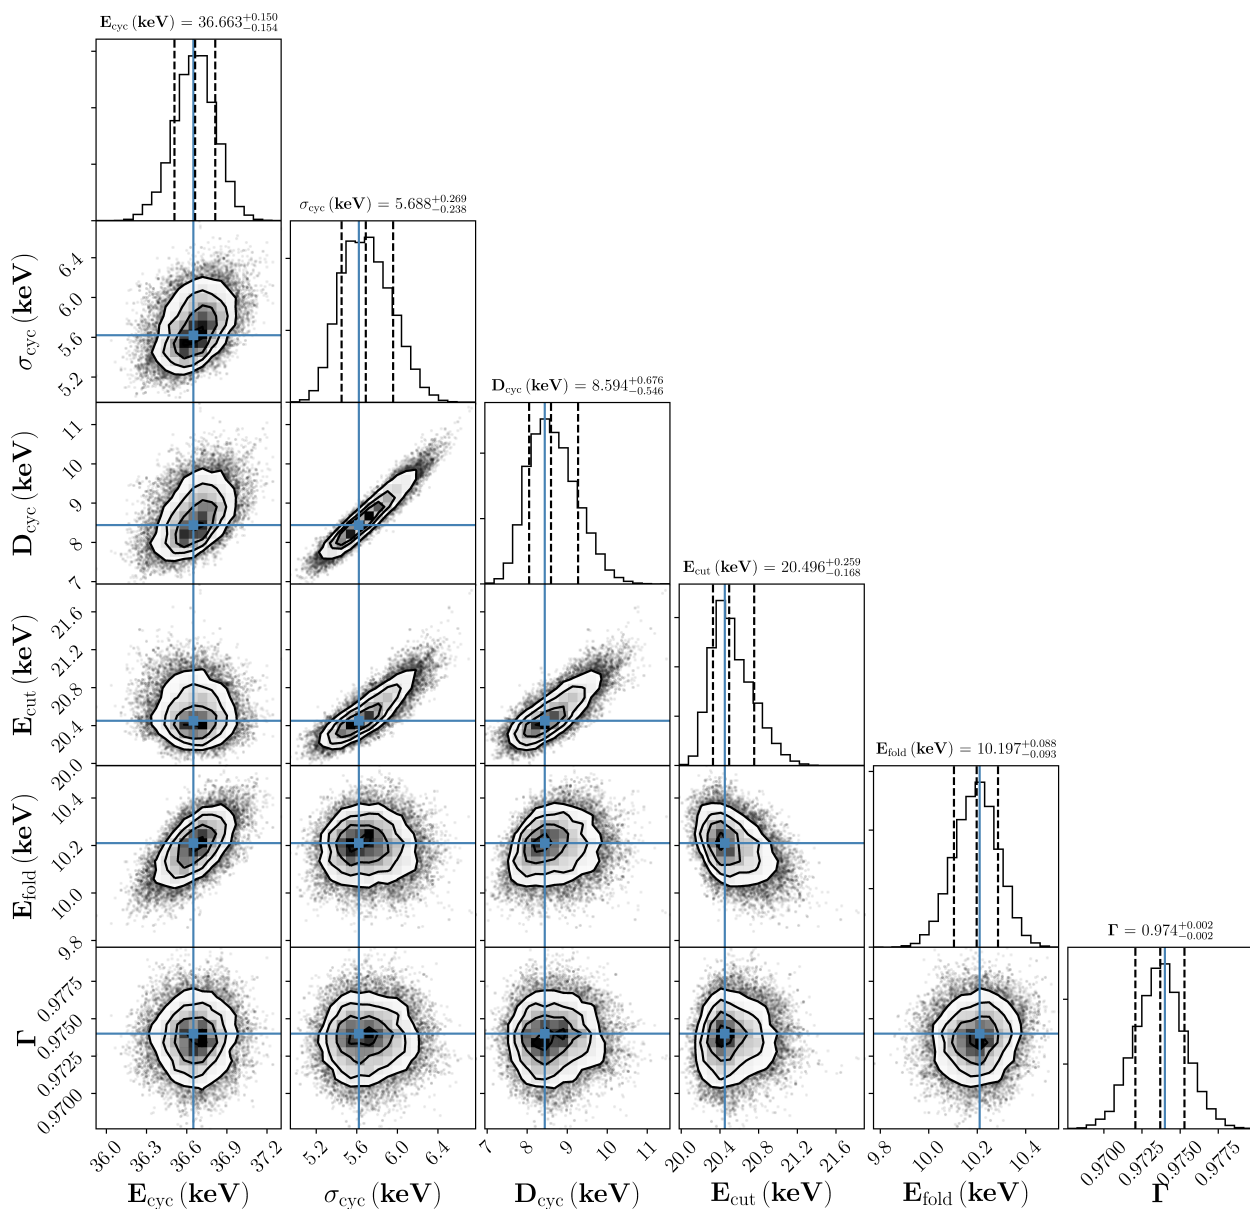 E_cyc (keV) = 36.663 +0.150 −0.154
σ_cyc (keV) = 5.688 +0.269 −0.238
6.4
6.0
5.6
5.2
σ_cyc (keV)
D_cyc (keV) = 8.594 +0.676 −0.546
11
10
9
8
7
D_cyc (keV)
E_cut (keV) = 20.496 +0.259 −0.168
21.6
21.2
20.8
20.4
20.0
E_cut (keV)
E_fold (keV) = 10.197 +0.088 −0.093
10.4
10.2
10.0
9.8
E_fold (keV)
Γ = 0.974 +0.002 −0.002
0.9775
0.9750
0.9725
0.9700
Γ
36.0 36.3 36.6 36.9 37.2
5.2 5.6 6.0 6.4
7 8 9 10 11
20.0 20.4 20.8 21.2 21.6
9.8 10.0 10.2 10.4
0.9700 0.9725 0.9750 0.9775
E_cyc (keV)
σ_cyc (keV)
D_cyc (keV)
E_cut (keV)
E_fold (keV)
Γ